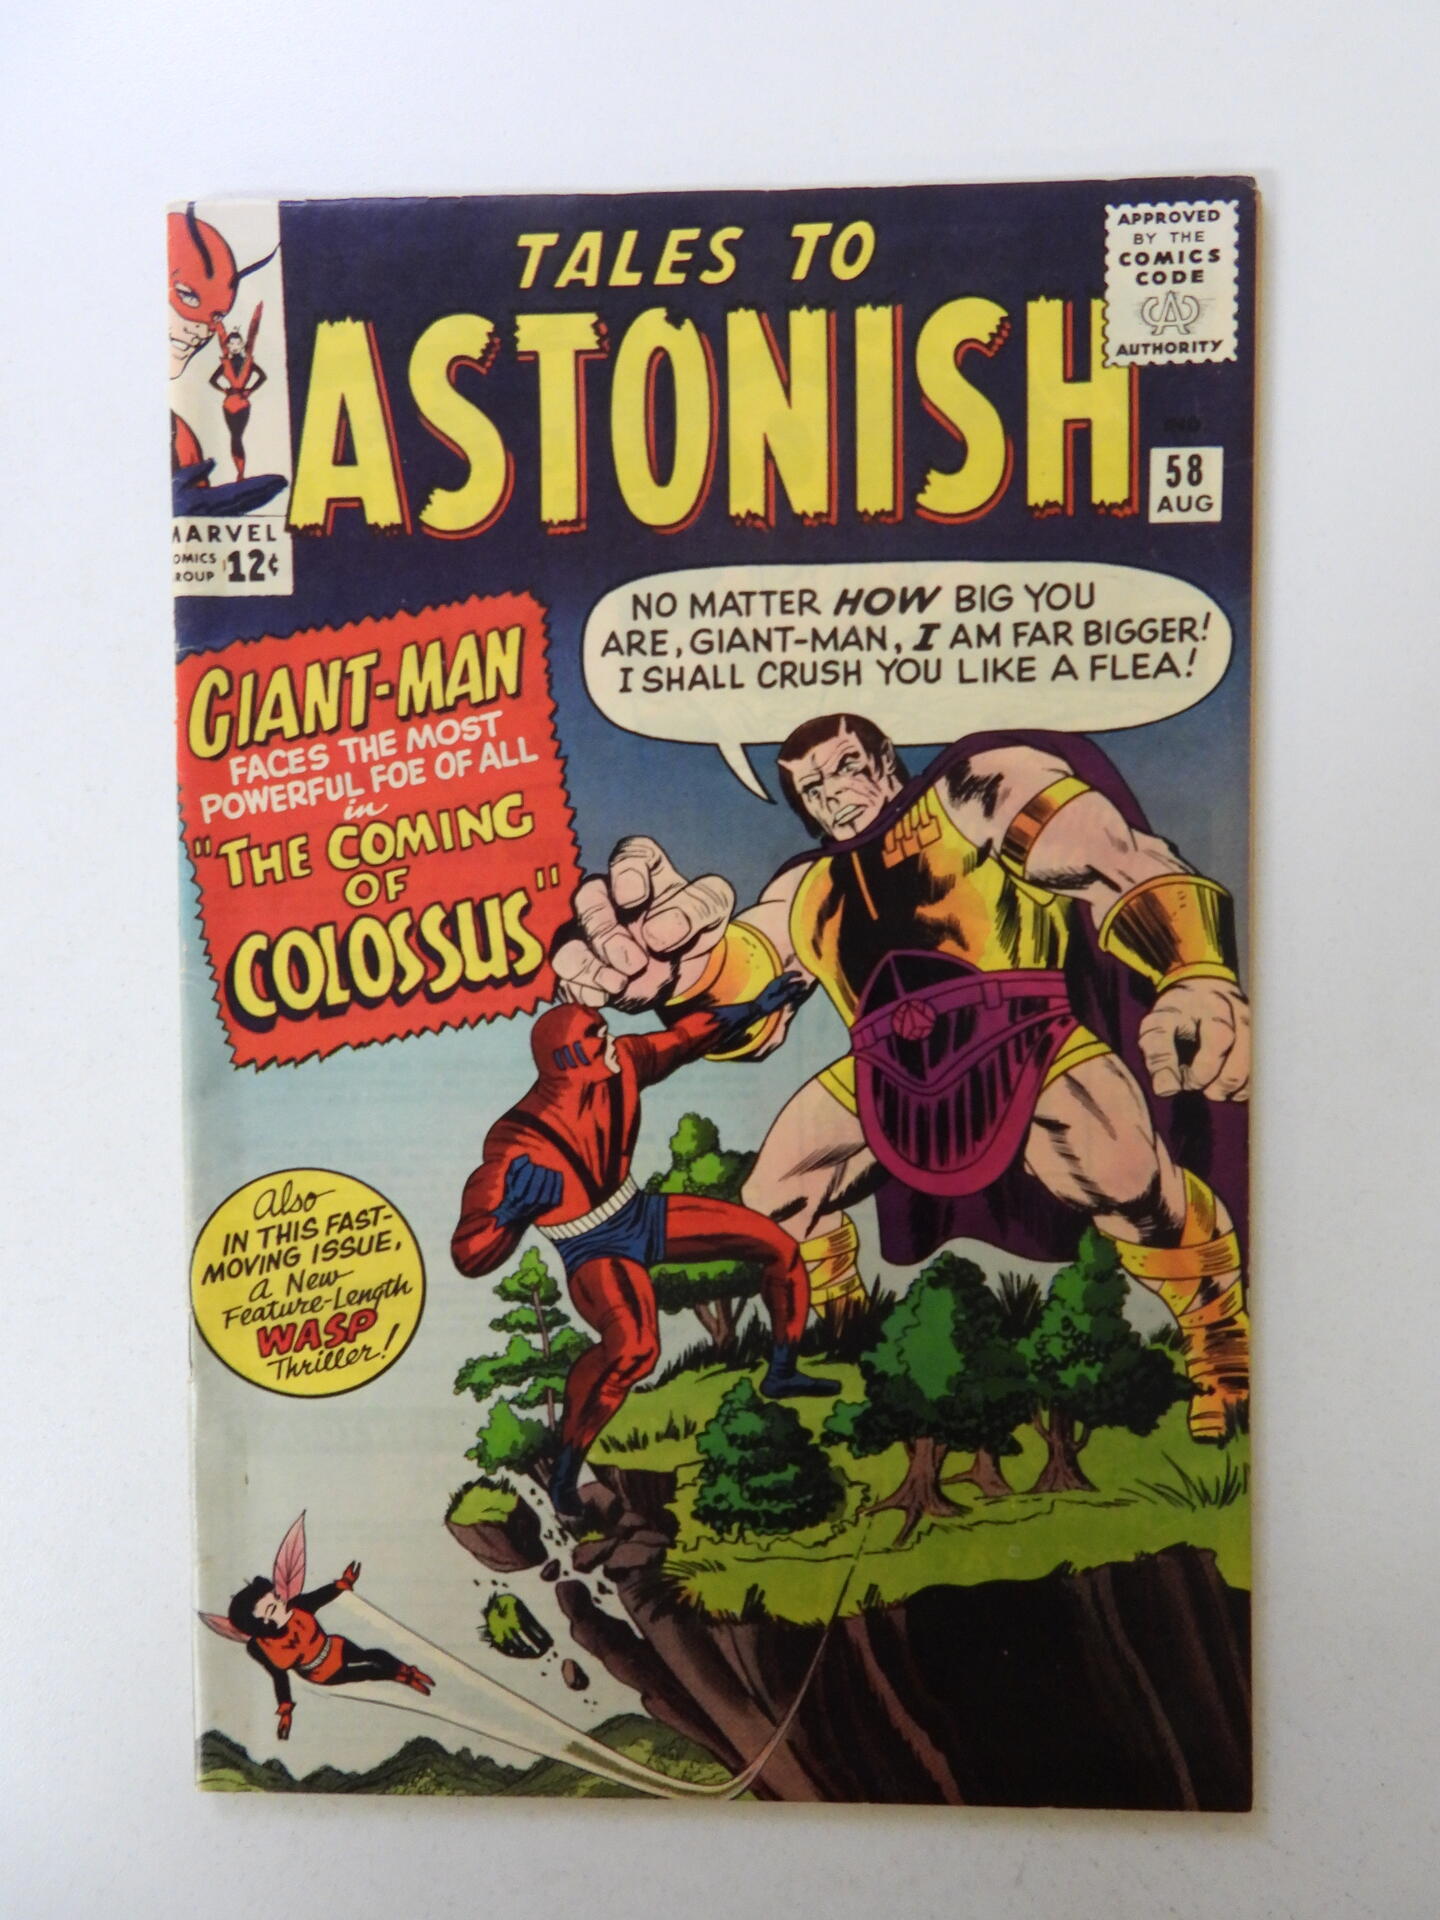 TALES TO
ASTONISH
APPROVED
BY THE
COMICS
CODE
CA
AUTHORITY
IND.
58
AUG
MARVEL
COMICS
GROUP
12¢
NO MATTER HOW BIG YOU
ARE, GIANT-MAN, I AM FAR BIGGER!
I SHALL CRUSH YOU LIKE A FLEA!
GIANT-MAN
FACES THE MOST
POWERFUL FOE OF ALL
in
"THE COMING
OF
COLOSSUS"
Also
IN THIS FAST-
MOVING ISSUE,
A New
Feature-Length
WASP
Thriller!